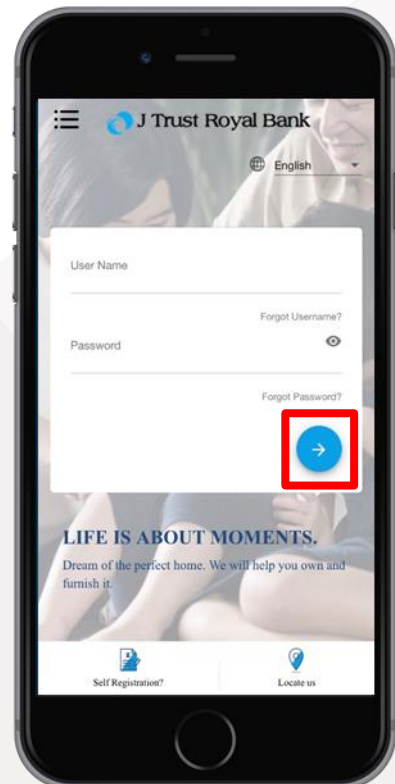 J Trust Royal Bank
English
User Name
Forgot Username?
Password
Forgot Password?
LIFE IS ABOUT MOMENTS.
Dream of the perfect home. We will help you own and
furnish it.
Self Registration?
Locate us